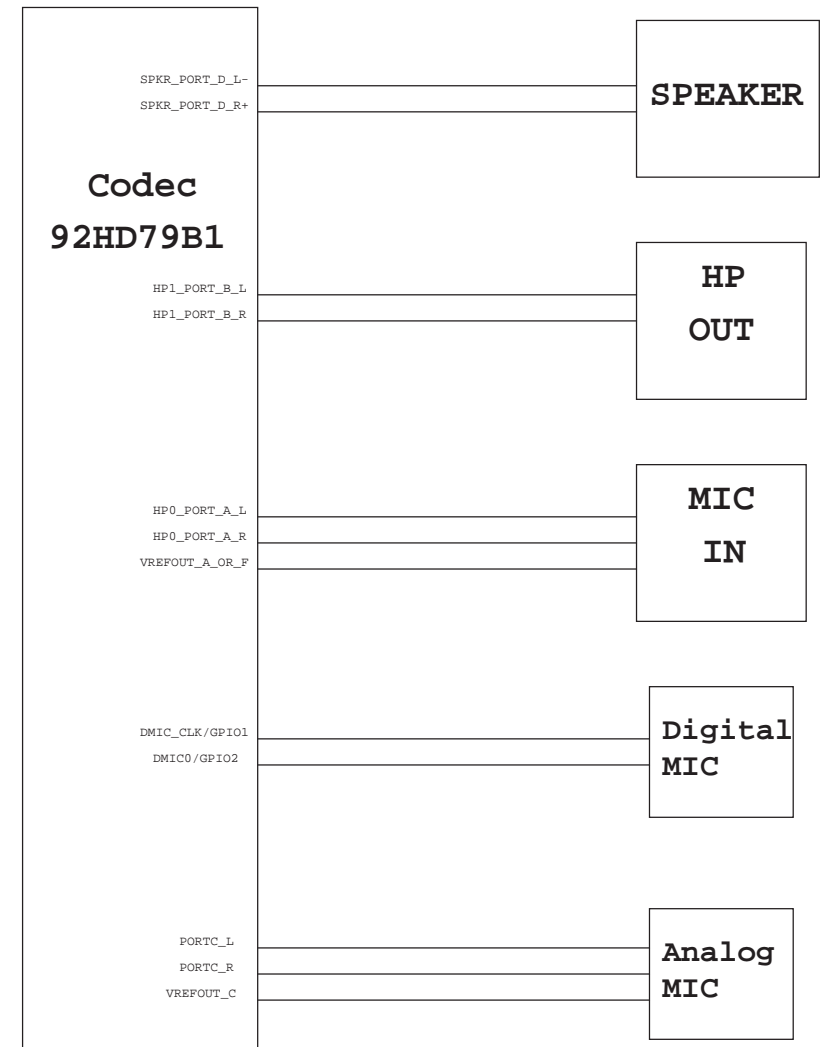 SPKR_PORT_D_L-
SPKR_PORT_D_R+
SPEAKER
Codec
92HD79B1
HP1_PORT_B_L
HP1_PORT_B_R
HP
OUT
HP0_PORT_A_L
HP0_PORT_A_R
VREFOUT_A_OR_F
MIC
IN
DMIC_CLK/GPIO1
DMIC0/GPIO2
Digital
MIC
PORTC_L
PORTC_R
VREFOUT_C
Analog
MIC